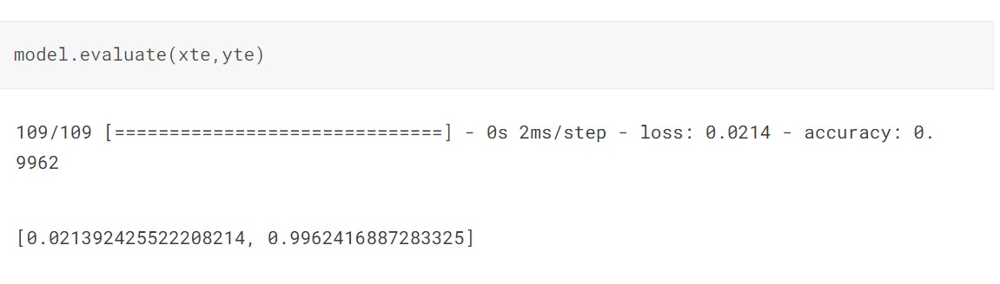 model.evaluate(xte,yte)
109/109 [==============================] - 0s 2ms/step - loss: 0.0214 - accuracy: 0.
9962
[0.021392425522208214, 0.9962416887283325]